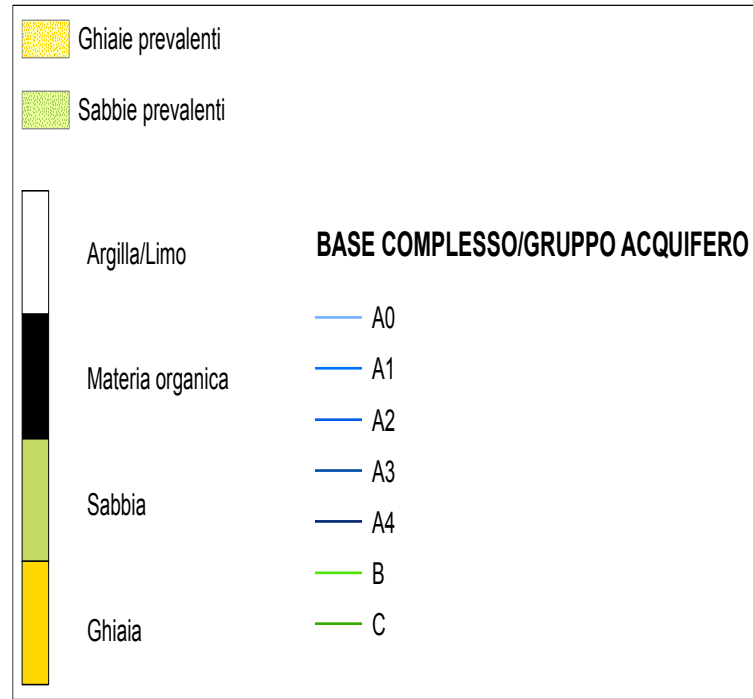 Ghiaie prevalenti
Sabbie prevalenti
Argilla/Limo
Materia organica
Sabbia
Ghiaia
BASE COMPLESSO/GRUPPO ACQUIFERO
A0
A1
A2
A3
A4
B
C